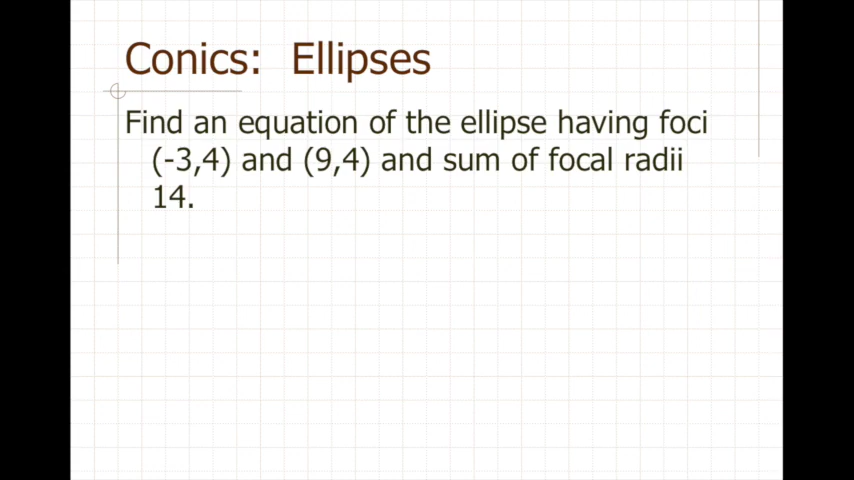 Conics:  Ellipses
Find an equation of the ellipse having foci
(-3,4) and (9,4) and sum of focal radii
14.